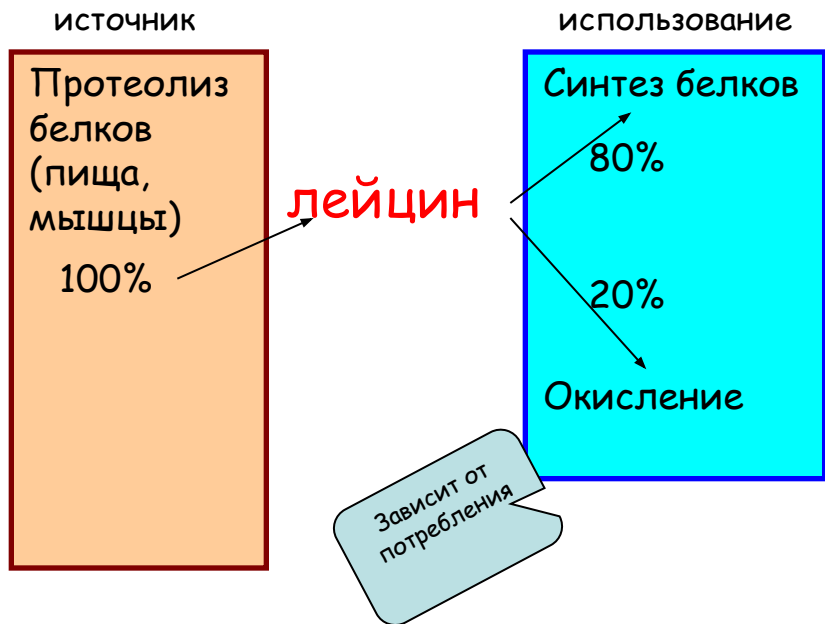 источник
использование
Протеолиз
белков
(пища,
мышцы)
100%
лейцин
Синтез белков
80%
20%
Окисление
Зависит от
потребления